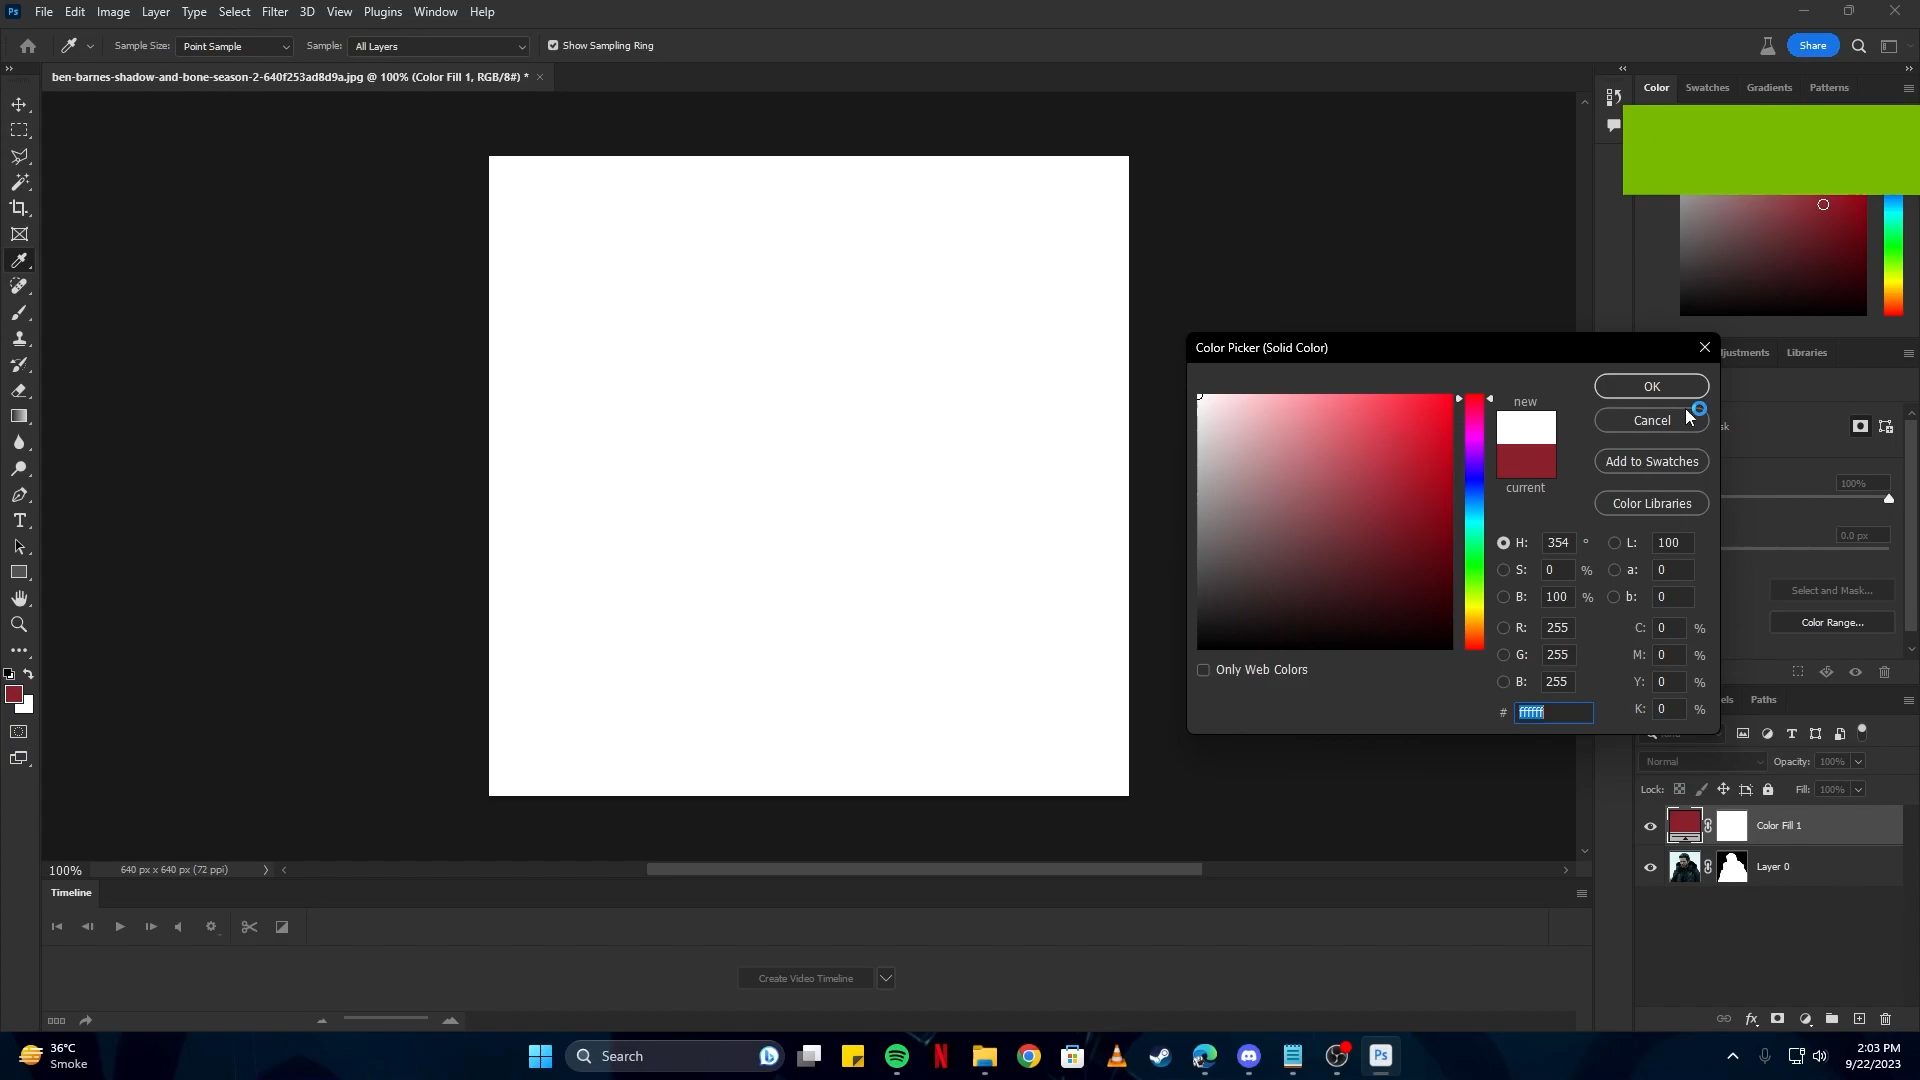 Ps File Edit Image Layer Type Select Filter 3D View Plugins Window Help
Sample Size: Point Sample Sample: All Layers Show Sampling Ring Share
ben-barnes-shadow-and-bone-season-2-640f253ad8d9a.jpg @ 100% (Color Fill 1, RGB/8#) * ×
Color Swatches Gradients Patterns
Color Picker (Solid Color)
justments Libraries
new
OK
Cancel
sk
current
Add to Swatches
Color Libraries
100%
0.0 px
H: 354 ° L: 100
S: 0 % a: 0
B: 100 % b: 0
R: 255 C: 0 %
G: 255 M: 0 %
B: 255 Y: 0 %
# ffffff K: 0 %
Only Web Colors
Select and Mask...
Color Range...
els Paths
Normal Opacity: 100%
Lock: Fill: 100%
Color Fill 1
Layer 0
100% 640 px x 640 px (72 ppi)
Timeline
Create Video Timeline
36°C
Smoke
Search
Ps
2:03 PM
9/22/2023